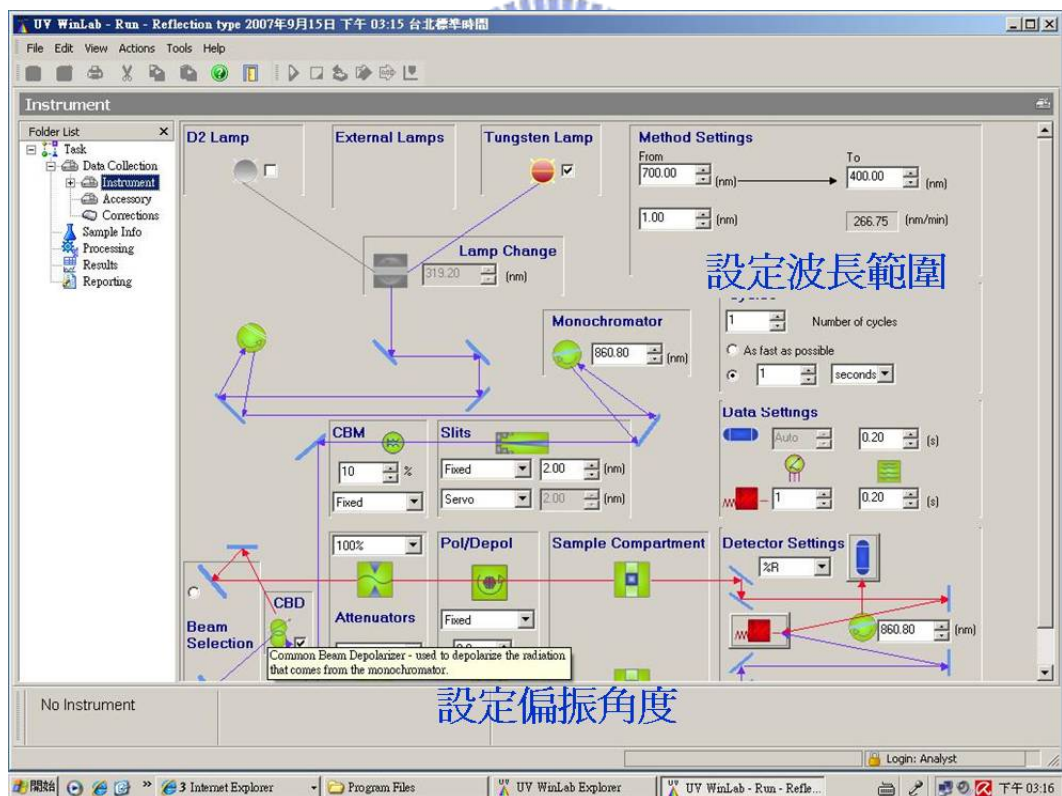 UV WinLab - Run - Reflection type 2007年9月15日 下午 03:15 台北標準時間
File Edit View Actions Tools Help
Instrument
Folder List
Task
Data Collection
Instrument
Accessory
Corrections
Sample Info
Processing
Results
Reporting
D2 Lamp
External Lamps
Tungsten Lamp
Method Settings
From
To
700.00 (nm)
400.00 (nm)
1.00 (nm)
266.75 (nm/min)
Lamp Change
319.20 (nm)
設定波長範圍
Monochromator
860.80 (nm)
1 Number of cycles
As fast as possible
1 seconds
Data Settings
Auto 0.20 (s)
1 0.20 (s)
CBM
10 %
Fixed
Slits
Fixed 2.00 (nm)
Servo 2.00 (nm)
100%
Attenuators
Pol/Depol
Fixed
Sample Compartment
Detector Settings
%R
860.80 (nm)
CBD
Beam
Selection
Common Beam Depolarizer - used to depolarize the radiation
that comes from the monochromator.
設定偏振角度
No Instrument
Login: Analyst
開始 » 3 Internet Explorer Program Files UV WinLab Explorer UV WinLab - Run - Refle... 下午 03:16